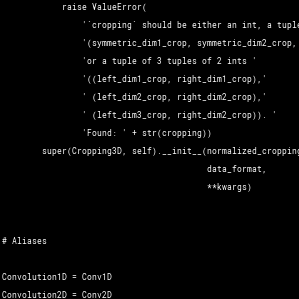 raise ValueError(
'`cropping` should be either an int, a tuple
'(symmetric_dim1_crop, symmetric_dim2_crop,
'or a tuple of 3 tuples of 2 ints '
'((left_dim1_crop, right_dim1_crop),'
' (left_dim2_crop, right_dim2_crop),'
' (left_dim3_crop, right_dim2_crop)). '
'Found: ' + str(cropping))
super(Cropping3D, self).__init__(normalized_cropping
data_format,
**kwargs)
# Aliases
Convolution1D = Conv1D
Convolution2D = Conv2D